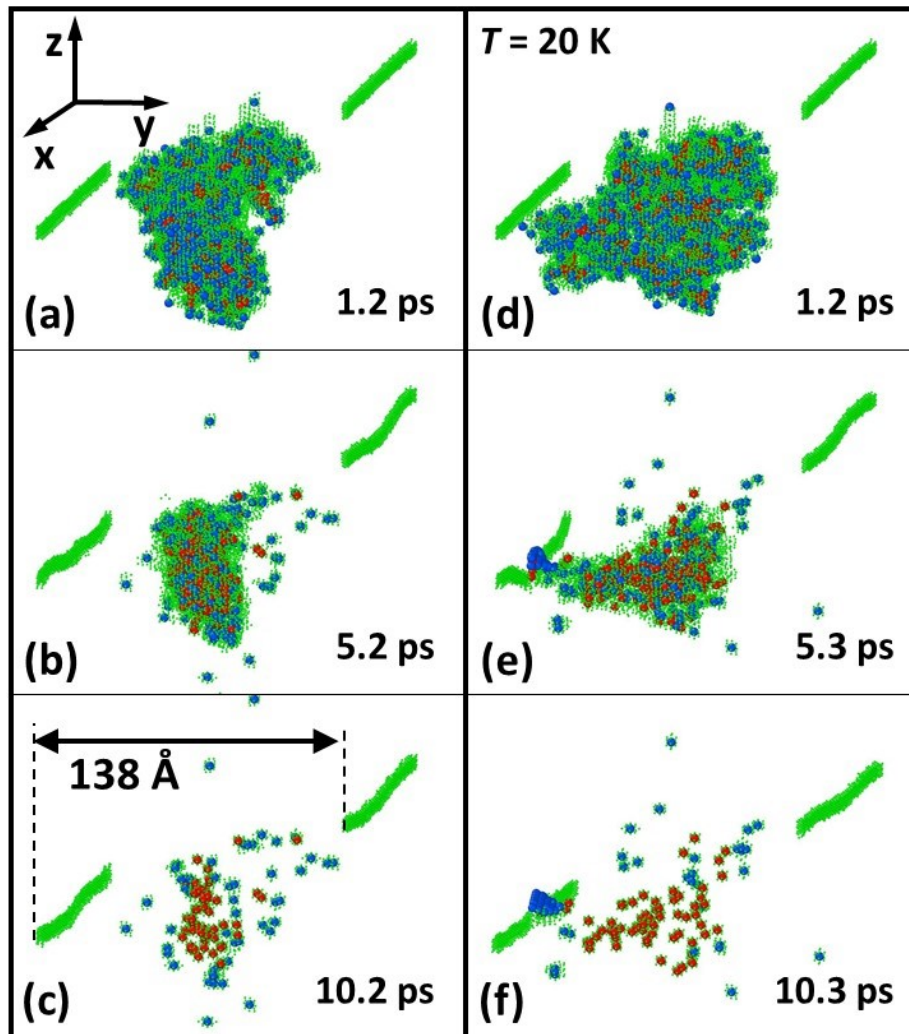 z
y
x
(a)
1.2 ps
T = 20 K
(d)
1.2 ps
(b)
5.2 ps
(e)
5.3 ps
138 Å
(c)
10.2 ps
(f)
10.3 ps